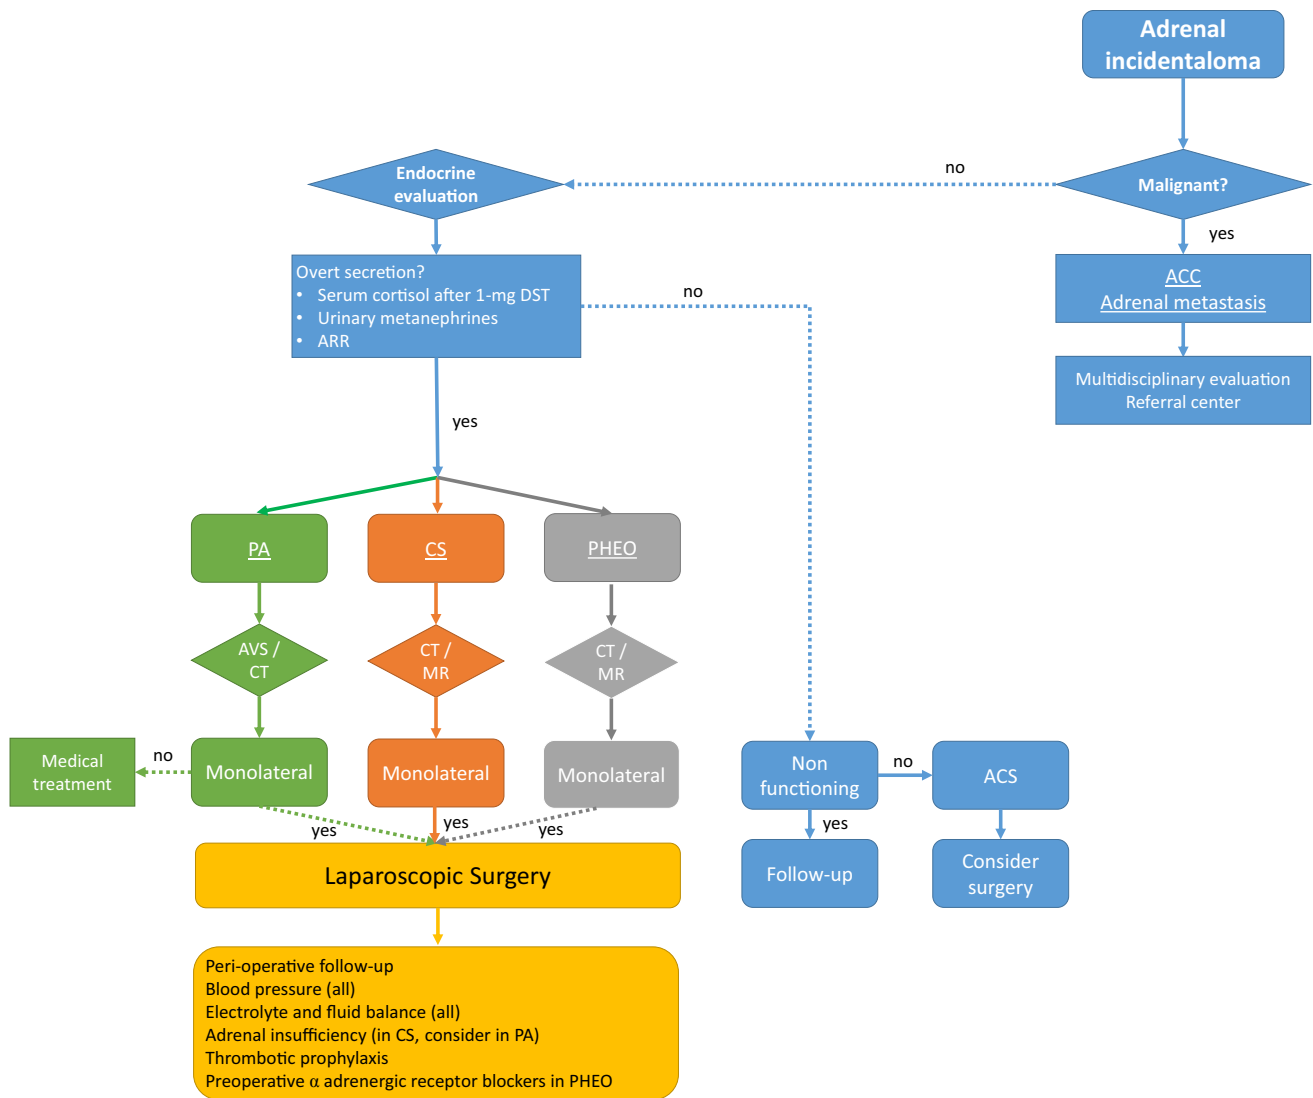 Adrenal
incidentaloma
Malignant?
no
yes
Endocrine
evaluation
ACC
Adrenal metastasis
Multidisciplinary evaluation
Referral center
Overt secretion?
• Serum cortisol after 1-mg DST
• Urinary metanephrines
• ARR
no
yes
PA
CS
PHEO
AVS /
CT
CT /
MR
CT /
MR
Medical
treatment
no
Monolateral
Monolateral
Monolateral
Non
functioning
no
ACS
yes
yes
yes
yes
Laparoscopic Surgery
Follow-up
Consider
surgery
Peri-operative follow-up
Blood pressure (all)
Electrolyte and fluid balance (all)
Adrenal insufficiency (in CS, consider in PA)
Thrombotic prophylaxis
Preoperative α adrenergic receptor blockers in PHEO